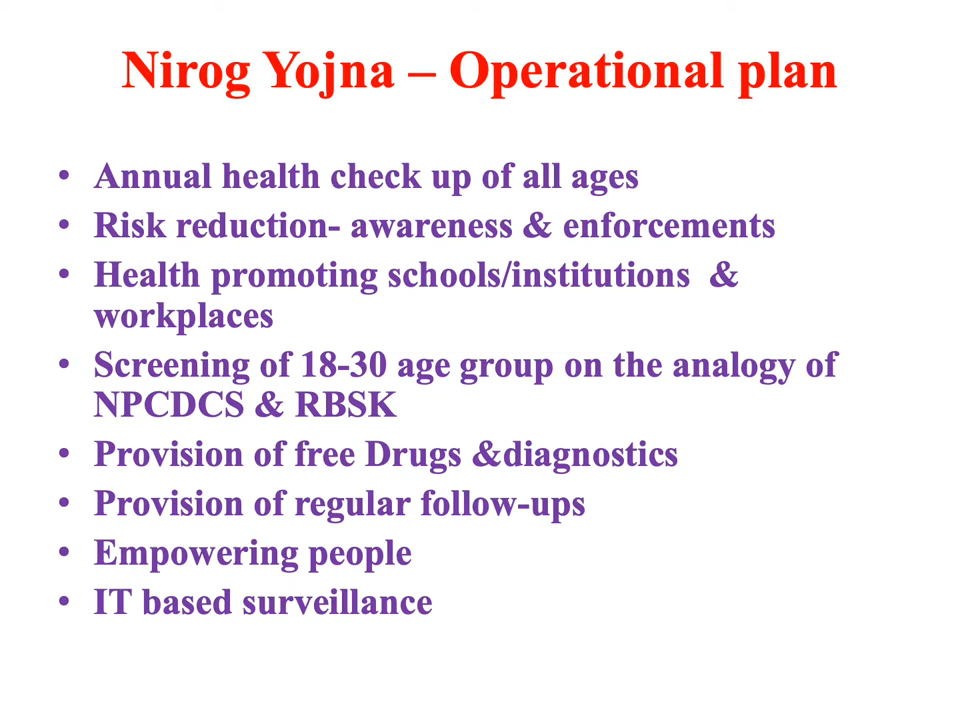 Nirog Yojna – Operational plan
• Annual health check up of all ages
• Risk reduction- awareness & enforcements
• Health promoting schools/institutions  &
workplaces
• Screening of 18-30 age group on the analogy of
NPCDCS & RBSK
• Provision of free Drugs &diagnostics
• Provision of regular follow-ups
• Empowering people
• IT based surveillance